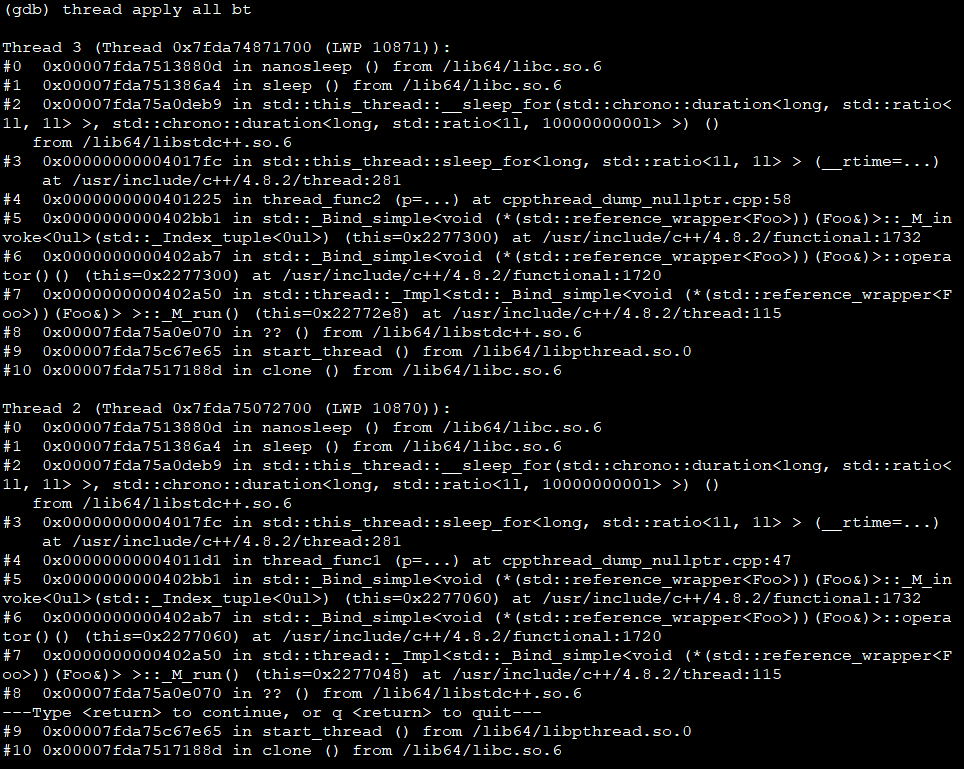 (gdb) thread apply all bt
Thread 3 (Thread 0x7fda74871700 (LWP 10871)):
#0  0x00007fda7513880d in nanosleep () from /lib64/libc.so.6
#1  0x00007fda751386a4 in sleep () from /lib64/libc.so.6
#2  0x00007fda75a0deb9 in std::this_thread::__sleep_for(std::chrono::duration<long, std::ratio<
1l, 1l> >, std::chrono::duration<long, std::ratio<1l, 1000000000l> >) ()
   from /lib64/libstdc++.so.6
#3  0x00000000004017fc in std::this_thread::sleep_for<long, std::ratio<1l, 1l> > (__rtime=...)
    at /usr/include/c++/4.8.2/thread:281
#4  0x0000000000401225 in thread_func2 (p=...) at cppthread_dump_nullptr.cpp:58
#5  0x0000000000402bb1 in std::_Bind_simple<void (*(std::reference_wrapper<Foo>))(Foo&)>::_M_in
voke<0ul>(std::_Index_tuple<0ul>) (this=0x2277300) at /usr/include/c++/4.8.2/functional:1732
#6  0x0000000000402ab7 in std::_Bind_simple<void (*(std::reference_wrapper<Foo>))(Foo&)>::opera
tor()() (this=0x2277300) at /usr/include/c++/4.8.2/functional:1720
#7  0x0000000000402a50 in std::thread::_Impl<std::_Bind_simple<void (*(std::reference_wrapper<F
oo>))(Foo&)> >::_M_run() (this=0x22772e8) at /usr/include/c++/4.8.2/thread:115
#8  0x00007fda75a0e070 in ?? () from /lib64/libstdc++.so.6
#9  0x00007fda75c67e65 in start_thread () from /lib64/libpthread.so.0
#10 0x00007fda7517188d in clone () from /lib64/libc.so.6
Thread 2 (Thread 0x7fda75072700 (LWP 10870)):
#0  0x00007fda7513880d in nanosleep () from /lib64/libc.so.6
#1  0x00007fda751386a4 in sleep () from /lib64/libc.so.6
#2  0x00007fda75a0deb9 in std::this_thread::__sleep_for(std::chrono::duration<long, std::ratio<
1l, 1l> >, std::chrono::duration<long, std::ratio<1l, 1000000000l> >) ()
   from /lib64/libstdc++.so.6
#3  0x00000000004017fc in std::this_thread::sleep_for<long, std::ratio<1l, 1l> > (__rtime=...)
    at /usr/include/c++/4.8.2/thread:281
#4  0x00000000004011d1 in thread_func1 (p=...) at cppthread_dump_nullptr.cpp:47
#5  0x0000000000402bb1 in std::_Bind_simple<void (*(std::reference_wrapper<Foo>))(Foo&)>::_M_in
voke<0ul>(std::_Index_tuple<0ul>) (this=0x2277060) at /usr/include/c++/4.8.2/functional:1732
#6  0x0000000000402ab7 in std::_Bind_simple<void (*(std::reference_wrapper<Foo>))(Foo&)>::opera
tor()() (this=0x2277060) at /usr/include/c++/4.8.2/functional:1720
#7  0x0000000000402a50 in std::thread::_Impl<std::_Bind_simple<void (*(std::reference_wrapper<F
oo>))(Foo&)> >::_M_run() (this=0x2277048) at /usr/include/c++/4.8.2/thread:115
#8  0x00007fda75a0e070 in ?? () from /lib64/libstdc++.so.6
---Type <return> to continue, or q <return> to quit---
#9  0x00007fda75c67e65 in start_thread () from /lib64/libpthread.so.0
#10 0x00007fda7517188d in clone () from /lib64/libc.so.6